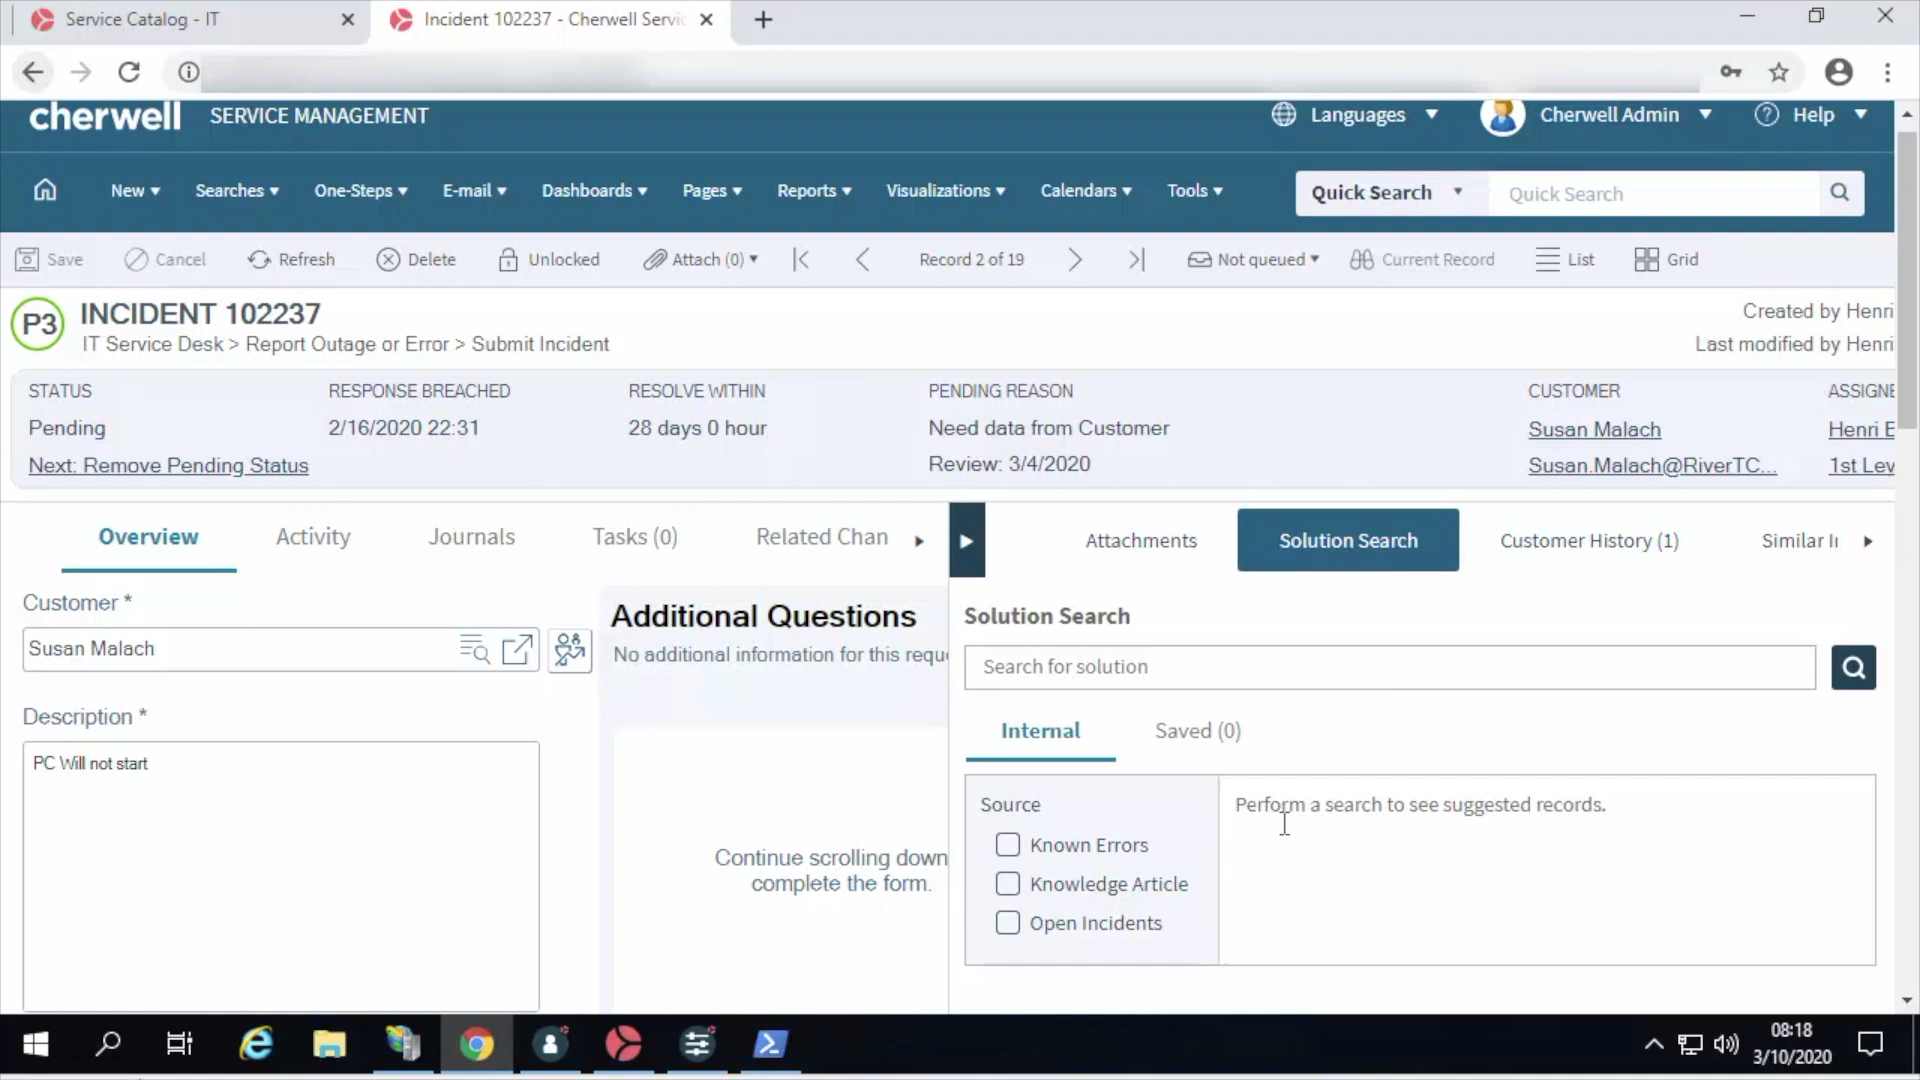 Service Catalog - IT
Incident 102237 - Cherwell Servi
cherwell SERVICE MANAGEMENT
Languages
Cherwell Admin
Help
New Searches One-Steps E-mail Dashboards Pages Reports Visualizations Calendars Tools
Quick Search Quick Search
Save Cancel Refresh Delete Unlocked Attach (0) Record 2 of 19 Not queued Current Record List Grid
P3 INCIDENT 102237
Created by Henri
IT Service Desk > Report Outage or Error > Submit Incident
Last modified by Henri
STATUS RESPONSE BREACHED RESOLVE WITHIN PENDING REASON CUSTOMER ASSIGNE
Pending 2/16/2020 22:31 28 days 0 hour Need data from Customer Susan Malach Henri E
Next: Remove Pending Status Review: 3/4/2020 Susan.Malach@RiverTC... 1st Lev
Overview Activity Journals Tasks (0) Related Chan
Attachments Solution Search Customer History (1) Similar Ir
Customer *
Susan Malach
Description *
PC Will not start
Additional Questions
No additional information for this reque
Continue scrolling down
complete the form.
Solution Search
Search for solution
Internal Saved (0)
Source
Known Errors
Knowledge Article
Open Incidents
Perform a search to see suggested records.
08:18
3/10/2020